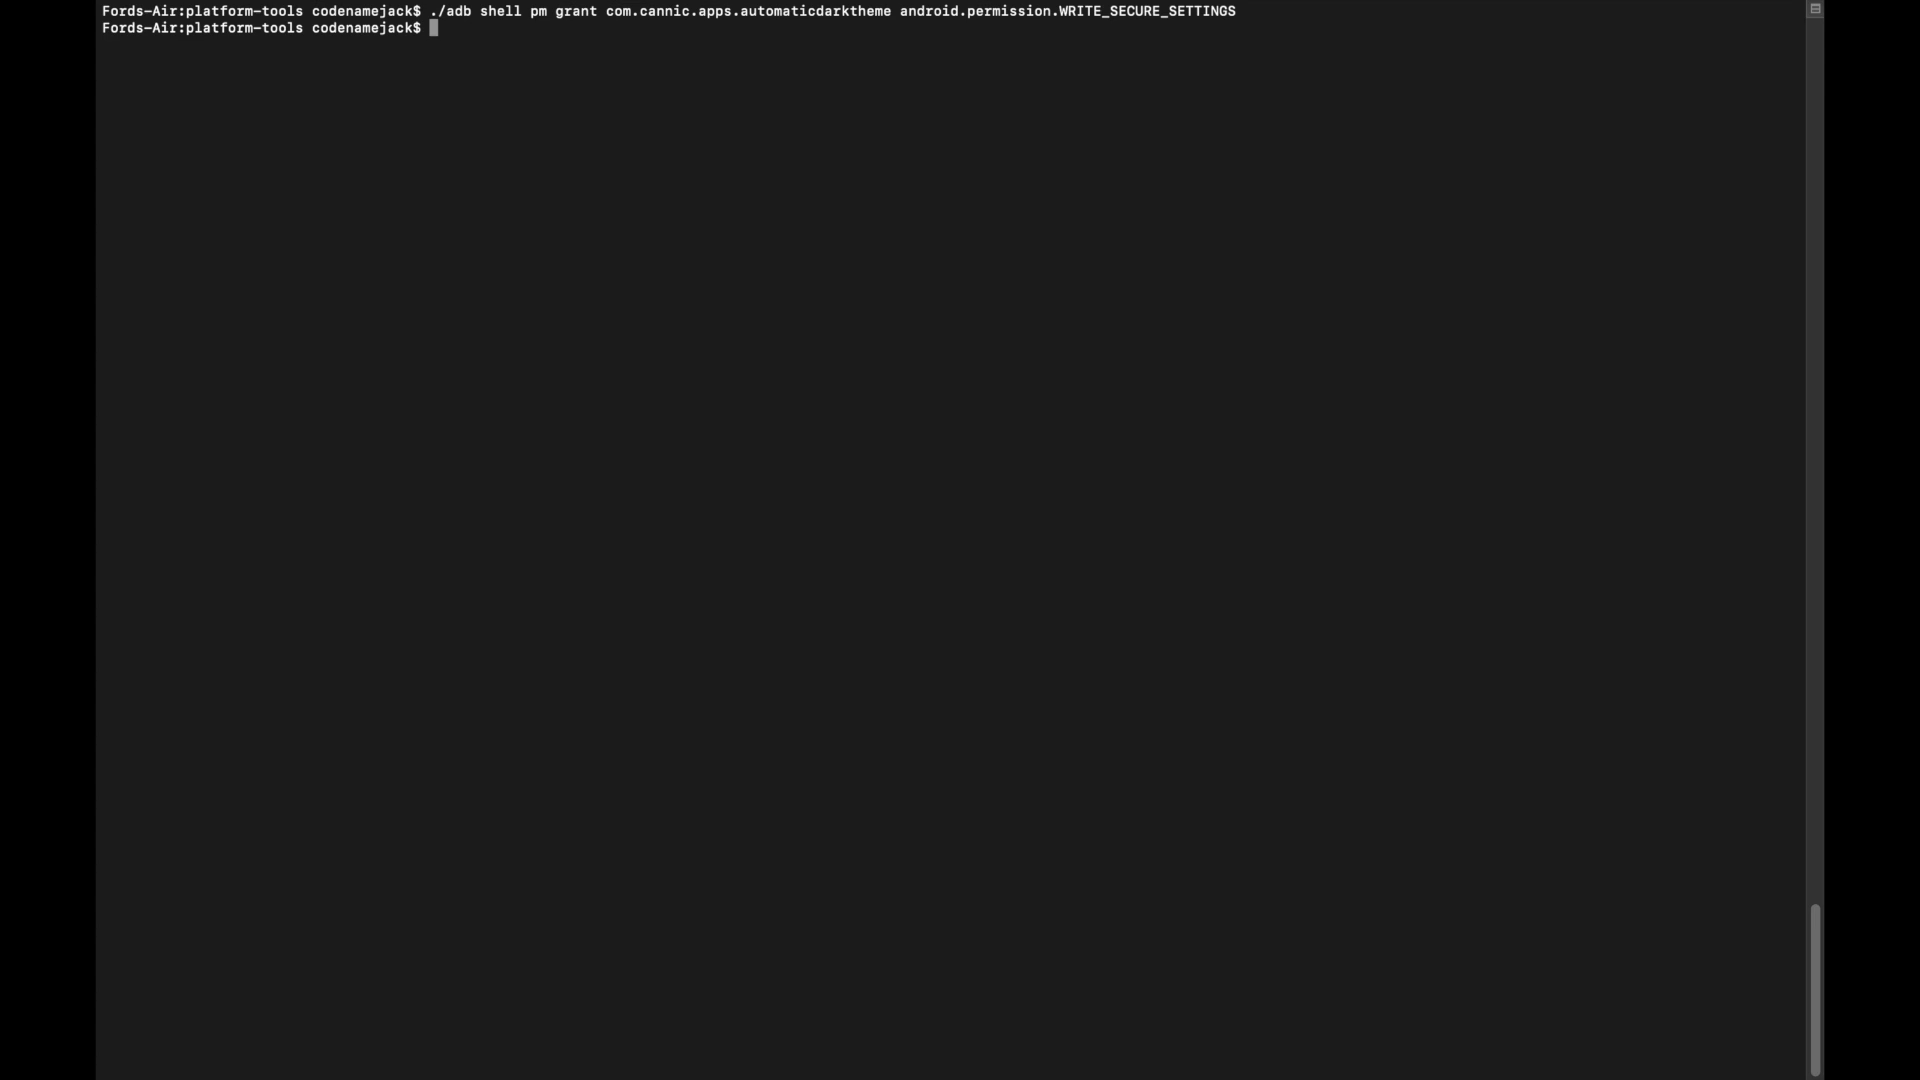 Fords-Air:platform-tools codenamejack$ ./adb shell pm grant com.cannic.apps.automaticdarktheme android.permission.WRITE_SECURE_SETTINGS
Fords-Air:platform-tools codenamejack$